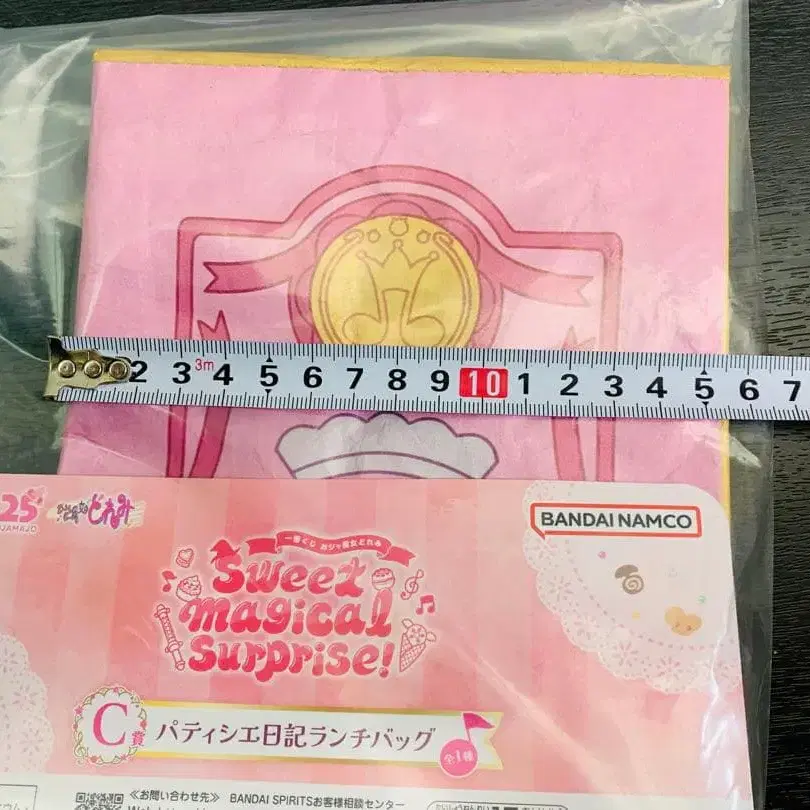 2 3 3m 4 5 6 7 8 9 10 1 2 3 4 5 6 7
25
おジャ魔女どれみ
BANDAI NAMCO
一番くじ おジャ魔女どれみ
Sweet
magical
Surprise!
C賞 パティシエ日記ランチバッグ 全1種
≪お問い合わせ先≫ BANDAI SPIRITSお客様相談センター